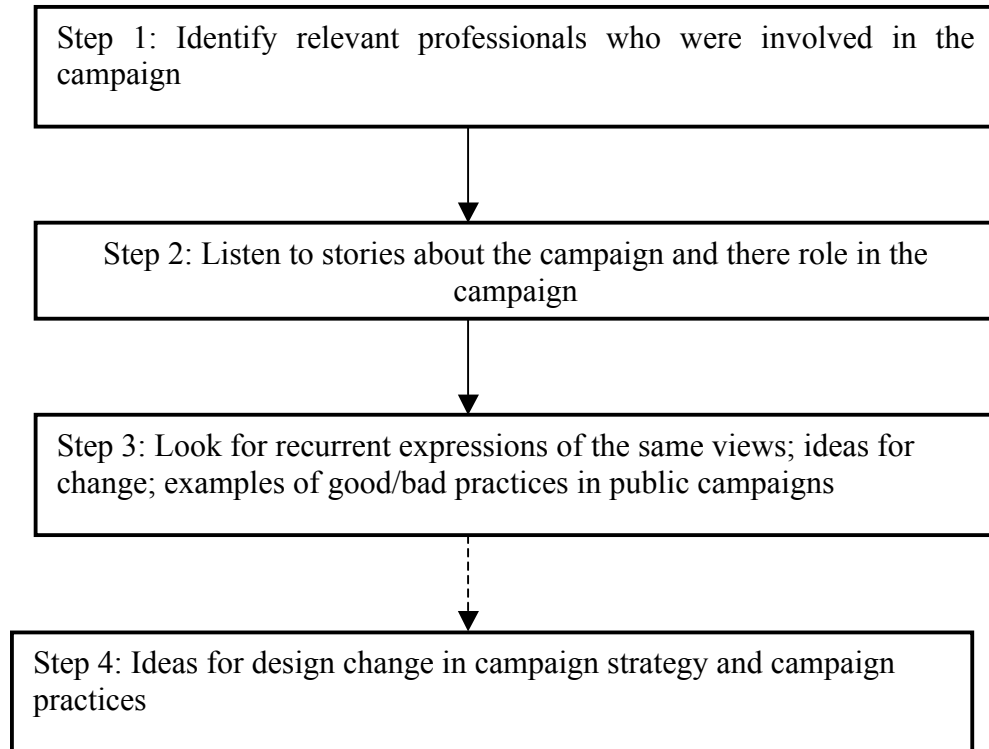 Step 1: Identify relevant professionals who were involved in the
campaign
Step 2: Listen to stories about the campaign and there role in the
campaign
Step 3: Look for recurrent expressions of the same views; ideas for
change; examples of good/bad practices in public campaigns
Step 4: Ideas for design change in campaign strategy and campaign
practices